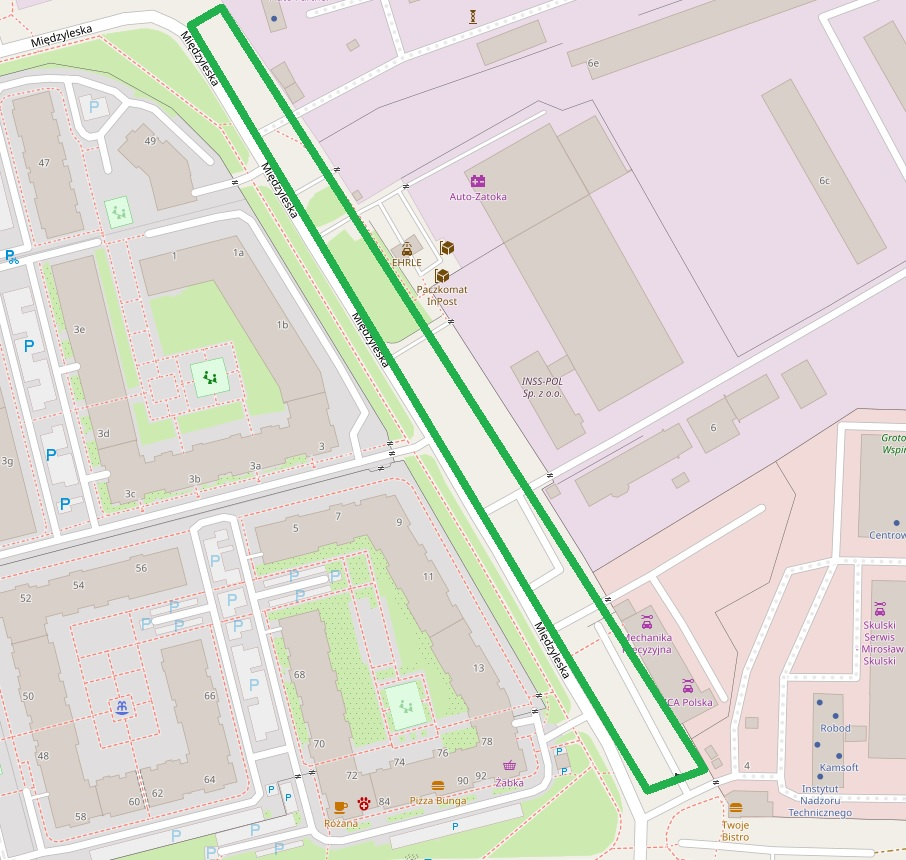 Międzyleska
Międzyleska
6e
P
49
47
6c
Auto-Zatoka
Międzyleska
P
1
1a
EHRLE
Paczkomat
InPost
3e
1b
P
Międzyleska
INSS-POL
Sp. z o.o.
3d
6
3g
P
3
3a
3b
3c
P
Centrow
7
5
9
P
56
54
52
11
P
P
P
P
P
P
Międzyleska
Mechanika
Precyzyjna
Skulski
Serwis
Mirosław
Skulski
13
68
66
50
P
CA Polska
Robod
70
78
76
74
48
72
90
92
84
64
62
60
58
Żabka
P
P
4
Kamsoft
Instytut
Nadzoru
Technicznego
P
P
Pizza Bunga
Różana
P
P
P
P
Twoje
Bistro